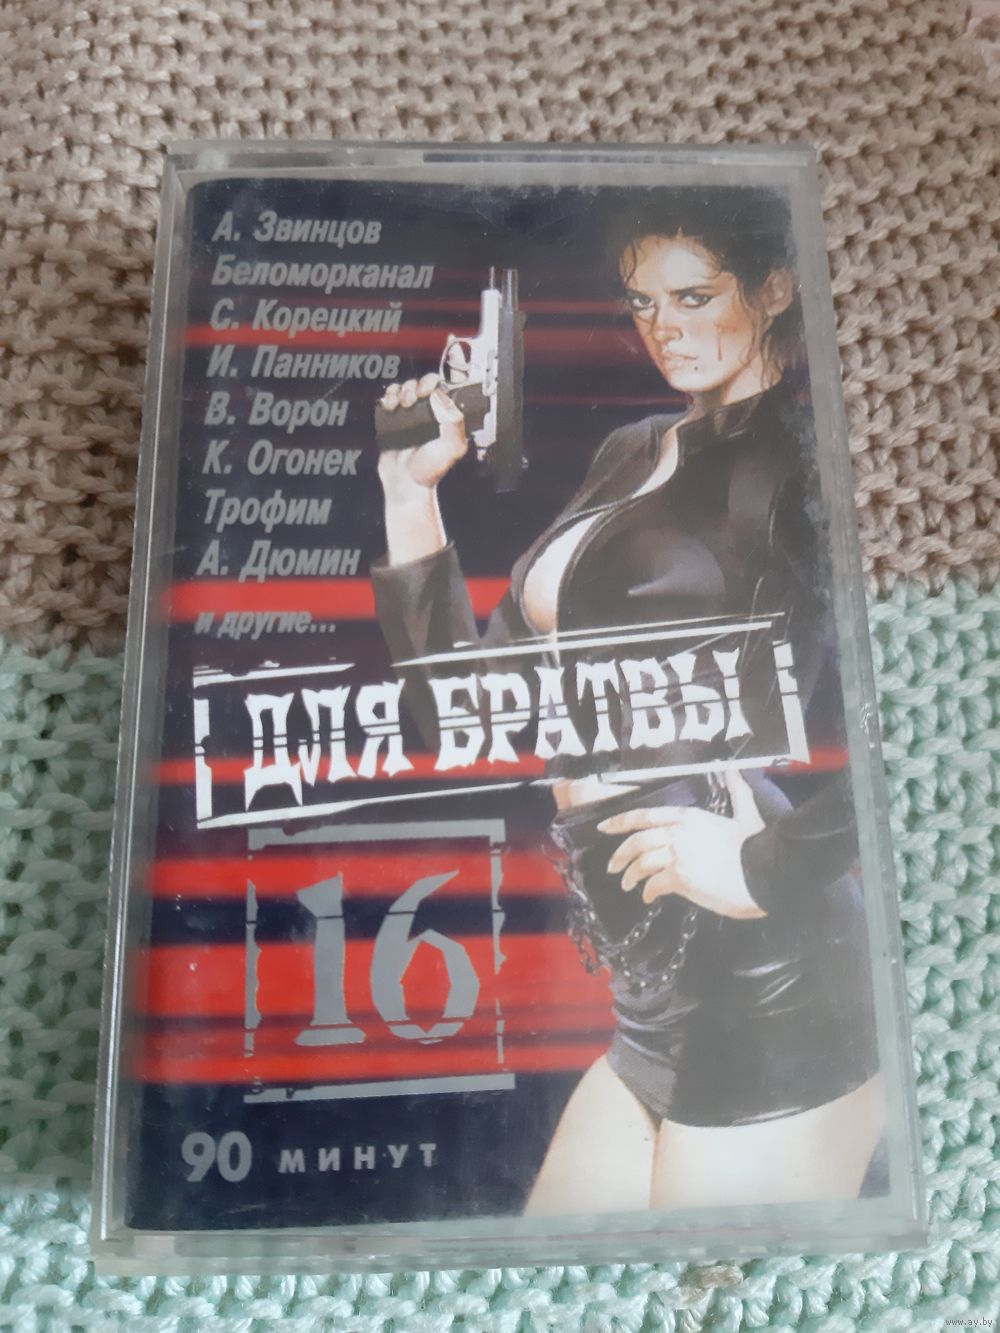 А. Звинцов
Беломорканал
С. Корецкий
И. Панников
В. Ворон
К. Огонек
Трофим
А. Дюмин
и другие...
ДЛЯ БРАТВЫ
16
90 минут
www.ay.by